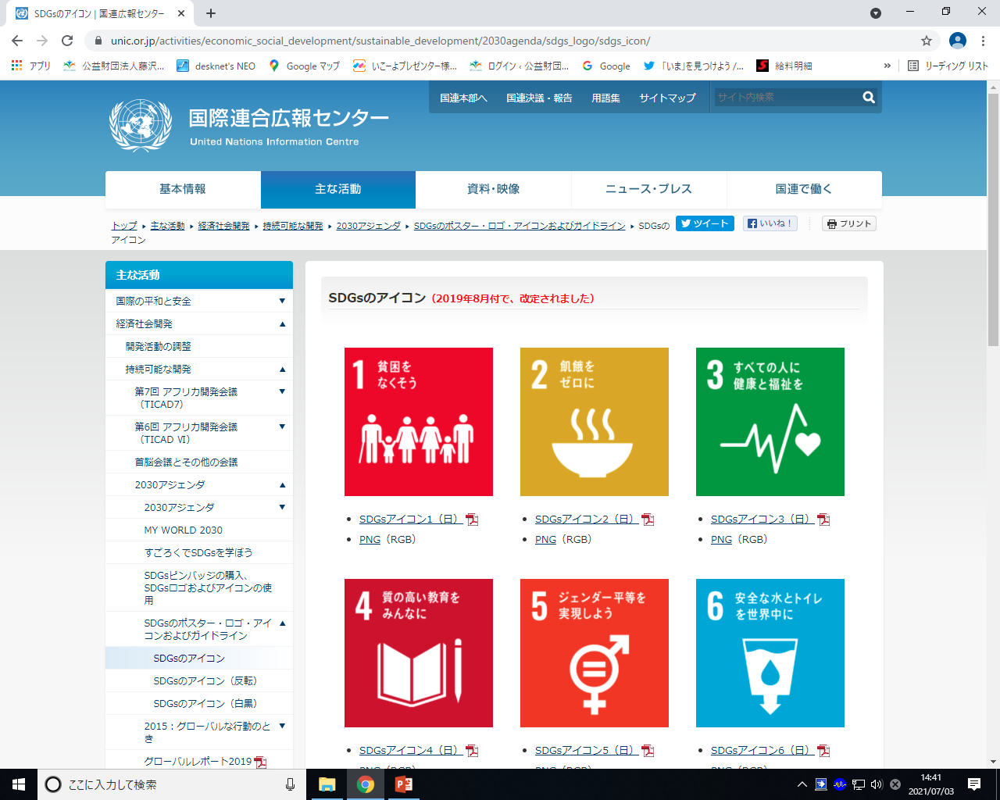 SDGsのアイコン | 国連広報センター
unic.or.jp/activities/economic_social_development/sustainable_development/2030agenda/sdgs_logo/sdgs_icon/
アプリ
公益財団法人藤沢...
desknet's NEO
Google マップ
いこーよプレゼンター様...
ログイン ‹ 公益財団...
Google
「いま」を見つけよう /...
給料明細
»
リーディング リスト
国連本部へ
国連決議・報告
用語集
サイトマップ
サイト内検索
国際連合広報センター
United Nations Information Centre
基本情報
主な活動
資料・映像
ニュース・プレス
国連で働く
トップ
主な活動
経済社会開発
持続可能な開発
2030アジェンダ
SDGsのポスター・ロゴ・アイコンおよびガイドライン
SDGsの
アイコン
ツイート
いいね！
プリント
主な活動
国際の平和と安全
経済社会開発
開発活動の調整
持続可能な開発
第7回 アフリカ開発会議
（TICAD7）
第6回 アフリカ開発会議
（TICAD VI）
首脳会議とその他の会議
2030アジェンダ
2030アジェンダ
MY WORLD 2030
すごろくでSDGsを学ぼう
SDGsピンバッジの購入、
SDGsロゴおよびアイコンの使
用
SDGsのポスター・ロゴ・アイ
コンおよびガイドライン
SDGsのアイコン
SDGsのアイコン（反転）
SDGsのアイコン（白黒）
2015：グローバルな行動のと
き
グローバルレポート2019
SDGsのアイコン（2019年8月付で、改定されました）
1 貧困を
なくそう
2 飢餓を
ゼロに
3 すべての人に
健康と福祉を
SDGsアイコン1（日）
PNG（RGB）
SDGsアイコン2（日）
PNG（RGB）
SDGsアイコン3（日）
PNG（RGB）
4 質の高い教育を
みんなに
5 ジェンダー平等を
実現しよう
6 安全な水とトイレ
を世界中に
SDGsアイコン4（日）
SDGsアイコン5（日）
SDGsアイコン6（日）
ここに入力して検索
14:41
2021/07/03